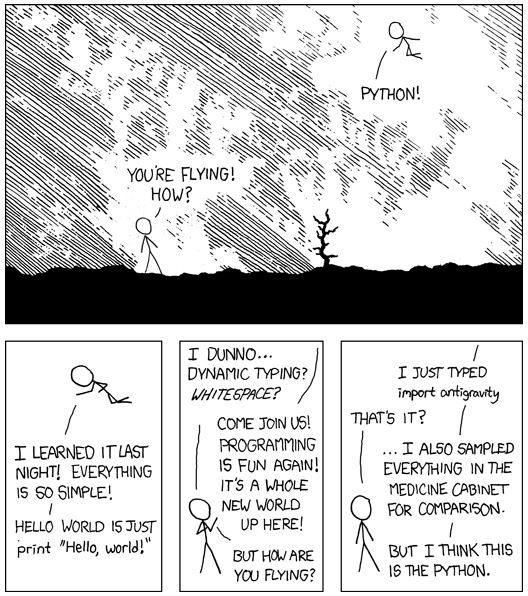 YOU'RE FLYING!
HOW?
PYTHON!
I LEARNED IT LAST
NIGHT! EVERYTHING
IS SO SIMPLE!
HELLO WORLD IS JUST
print "Hello, world!"
I DUNNO...
DYNAMIC TYPING?
WHITESPACE?
COME JOIN US!
PROGRAMMING
IS FUN AGAIN!
IT'S A WHOLE
NEW WORLD
UP HERE!
BUT HOW ARE
YOU FLYING?
I JUST TYPED
import antigravity
THAT'S IT?
... I ALSO SAMPLED
EVERYTHING IN THE
MEDICINE CABINET
FOR COMPARISON.
BUT I THINK THIS
IS THE PYTHON.